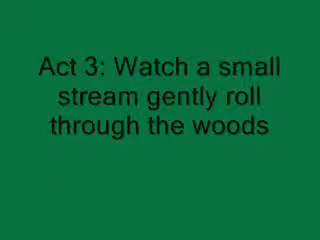 Act 3: Watch a small
stream gently roll
through the woods